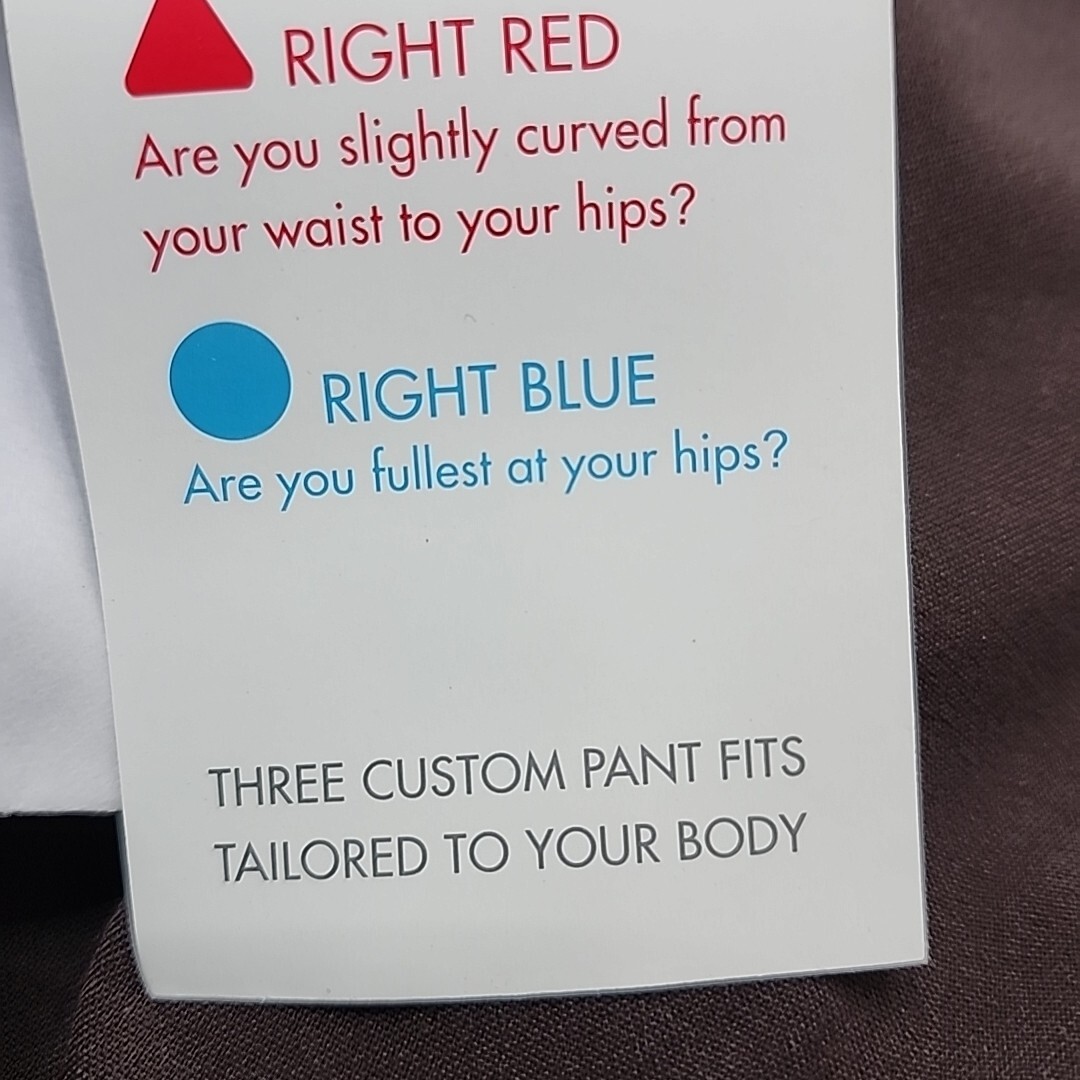 RIGHT RED
Are you slightly curved from
your waist to your hips?
RIGHT BLUE
Are you fullest at your hips?
THREE CUSTOM PANT FITS
TAILORED TO YOUR BODY